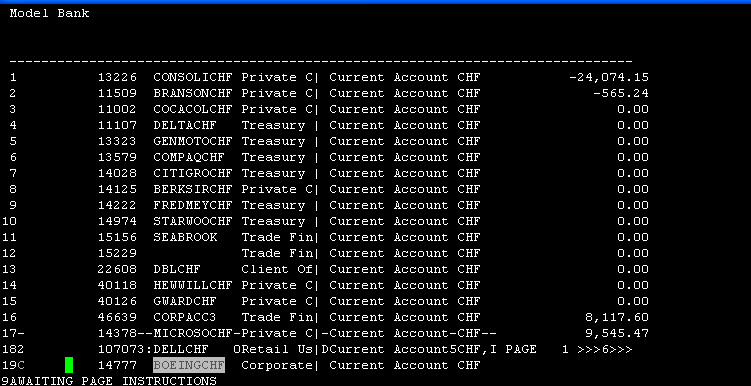 Model Bank
--------------------------------------------------------------------------------
1 13226 CONSOLICHF Private C| Current Account CHF -24,074.15
2 11509 BRANSONCHF Private C| Current Account CHF -565.24
3 11002 COCACOLCHF Private C| Current Account CHF 0.00
4 11107 DELTACHF Treasury | Current Account CHF 0.00
5 13323 GENMOTOCHF Treasury | Current Account CHF 0.00
6 13579 COMPAQCHF Treasury | Current Account CHF 0.00
7 14028 CITIGROCHF Treasury | Current Account CHF 0.00
8 14125 BERKSIRCHF Private C| Current Account CHF 0.00
9 14222 FREDMEYCHF Treasury | Current Account CHF 0.00
10 14974 STARWOOCHF Treasury | Current Account CHF 0.00
11 15156 SEABROOK Trade Fin| Current Account CHF 0.00
12 15229 Trade Fin| Current Account CHF 0.00
13 22608 DBLCHF Client Of| Current Account CHF 0.00
14 40118 HEWWILLCHF Private C| Current Account CHF 0.00
15 40126 GWARDCHF Private C| Current Account CHF 0.00
16 46639 CORPACC3 Trade Fin| Current Account CHF 8,117.60
17- 14378--MICROSOCHF-Private C|-Current Account-CHF-- 9,545.47
182 107073:DELLCHF 0Retail Us|DCurrent Account5CHF,I PAGE 1 >>>6>>>
19C 14777 BOEINGCHF Corporate| Current Account CHF
9AWAITING PAGE INSTRUCTIONS